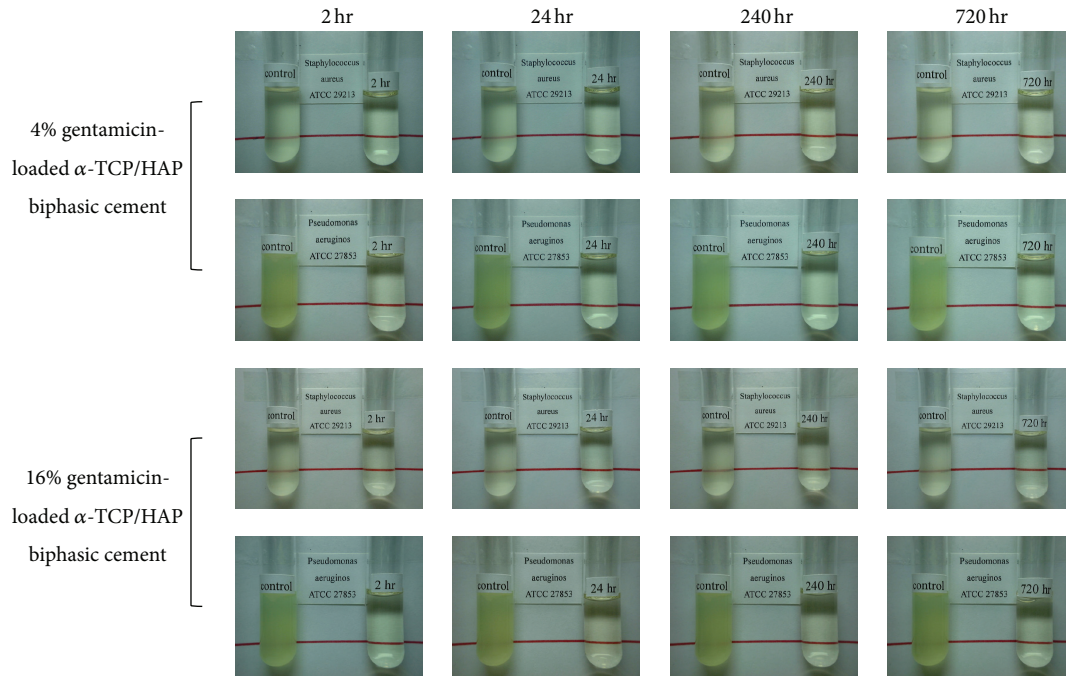 2 hr 24 hr 240 hr 720 hr
4% gentamicin-
loaded α-TCP/HAP
biphasic cement
control
Staphylococcus
aureus
ATCC 29213
2 hr
control
Staphylococcus
aureus
ATCC 29213
24 hr
control
Staphylococcus
aureus
ATCC 29213
240 hr
control
Staphylococcus
aureus
ATCC 29213
720 hr
control
Pseudomonas
aeruginos
ATCC 27853
2 hr
control
Pseudomonas
aeruginos
ATCC 27853
24 hr
control
Pseudomonas
aeruginos
ATCC 27853
240 hr
control
Pseudomonas
aeruginos
ATCC 27853
720 hr
16% gentamicin-
loaded α-TCP/HAP
biphasic cement
control
Staphylococcus
aureus
ATCC 29213
2 hr
control
Staphylococcus
aureus
ATCC 29213
24 hr
control
Staphylococcus
aureus
ATCC 29213
240 hr
control
Staphylococcus
aureus
ATCC 29213
720 hr
control
Pseudomonas
aeruginos
ATCC 27853
2 hr
control
Pseudomonas
aeruginos
ATCC 27853
24 hr
control
Pseudomonas
aeruginos
ATCC 27853
240 hr
control
Pseudomonas
aeruginos
ATCC 27853
720 hr